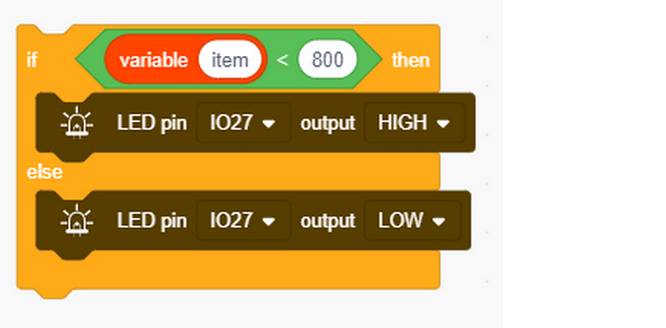 if variable item < 800 then
LED pin IO27 output HIGH
else
LED pin IO27 output LOW